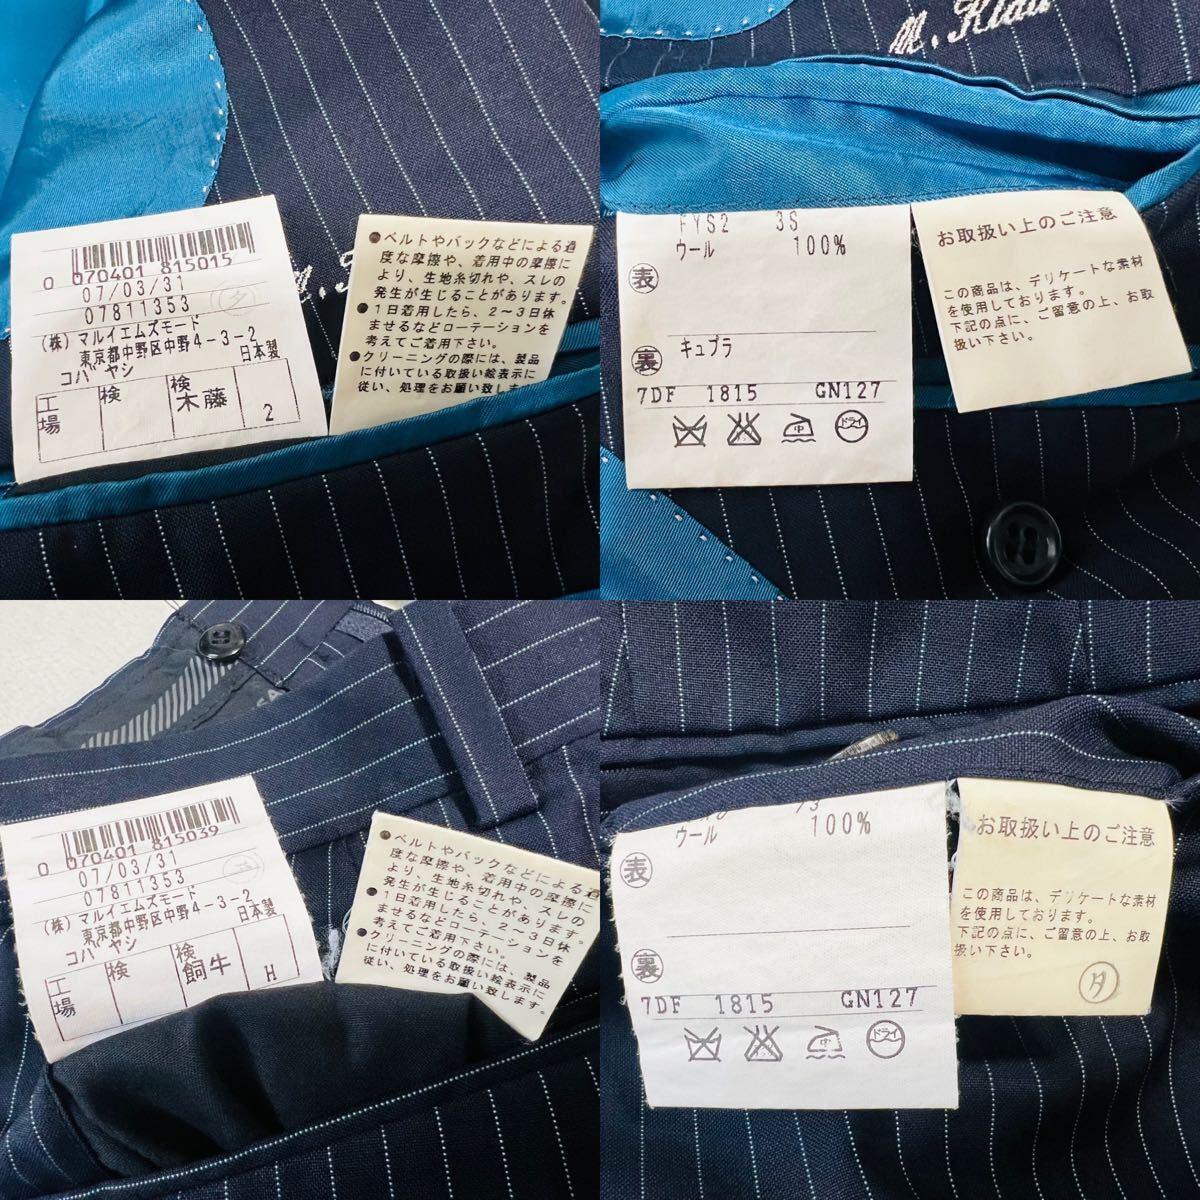 0 070401 815015
07/03/31
07811353
タ
(株)マルイエムズモード
東京都中野区中野4-3-2
コバヤシ 日本製
工場
検
検
木藤
2
●ベルトやバックなどによる過
度な摩擦や、着用中の摩擦に
より、生地糸切れや、スレの
発生が生じることがあります。
●1日着用したら、2〜3日休
ませるなどローテーションを
考えてご着用下さい。
●クリーニングの際には、製品
に付いている取扱い絵表示に
従い、処理をお願い致します。
FYS2 3S
ウール 100%
表
裏 キュプラ
7DF 1815 GN127
中
ドライ
お取扱い上のご注意
この商品は、デリケートな素材
を使用しております。
下記の点に、ご留意の上、お取
扱い下さい。
0 070401 815039
07/03/31
07811353
(株)マルイエムズモード
東京都中野区中野4-3-2
コバヤシ 日本製
工場
検
検
飼牛
H
●ベルトやバックなどによる過
度な摩擦や、着用中の摩擦に
より、生地糸切れや、スレの
発生が生じることがあります。
●1日着用したら、2〜3日休
ませるなどローテーションを
考えてご着用下さい。
●クリーニングの際には、製品
に付いている取扱い絵表示に
従い、処理をお願い致します。
ウール 100%
表
裏
7DF 1815 GN127
中
ドライ
お取扱い上のご注意
この商品は、デリケートな素材
を使用しております。
下記の点に、ご留意の上、お取
扱い下さい。
タ